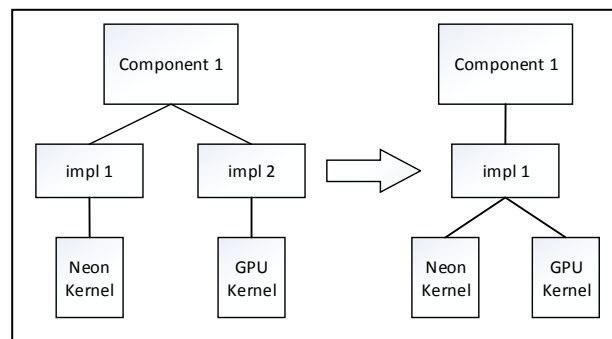 Component 1
impl 1
impl 2
Neon
Kernel
GPU
Kernel
Component 1
impl 1
Neon
Kernel
GPU
Kernel